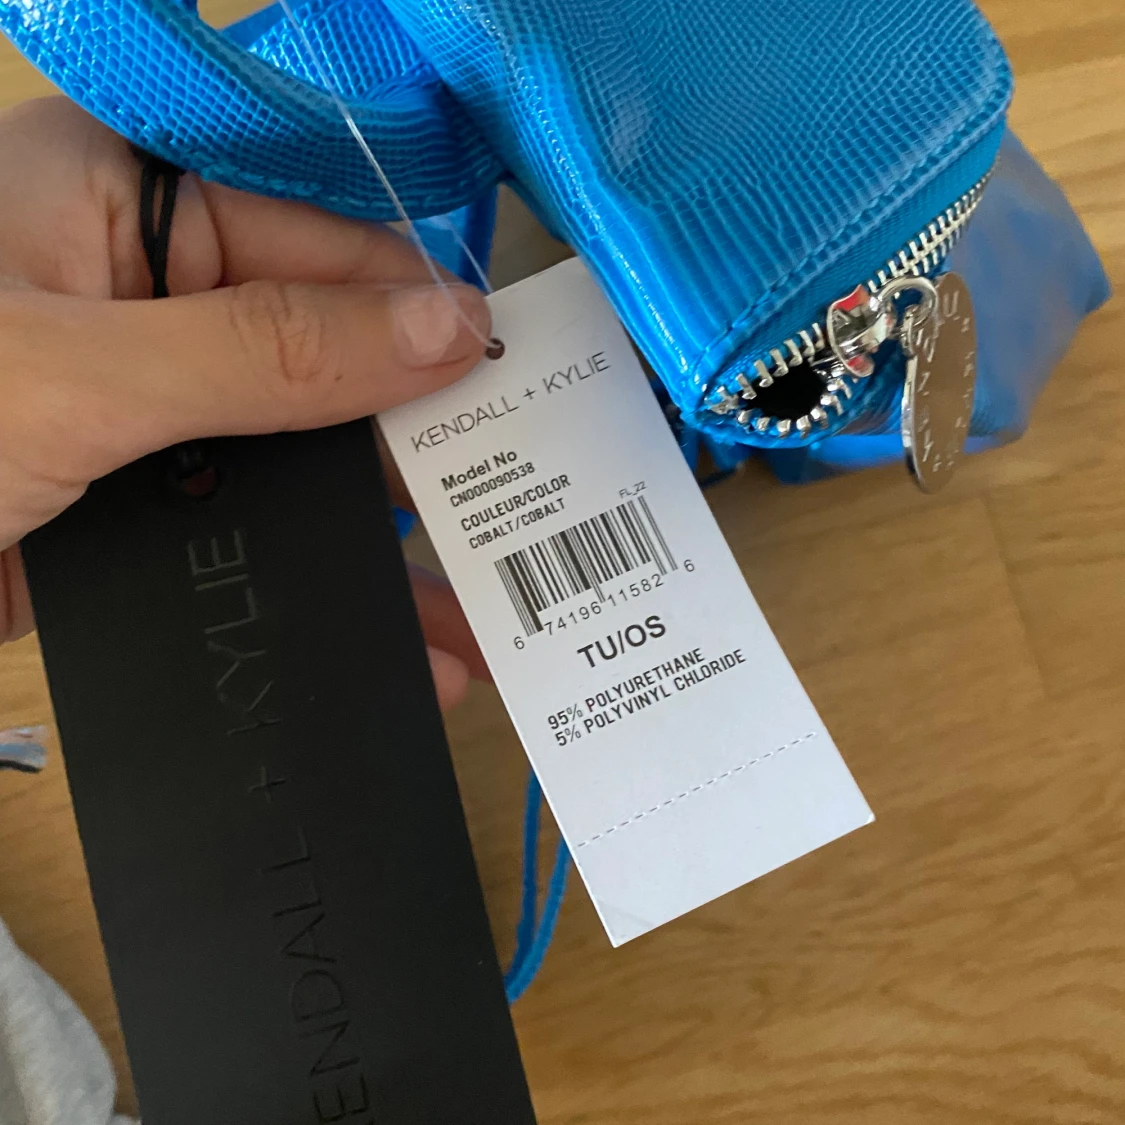 KENDALL + KYLIE
Model No
CN000090538
COULEUR/COLOR
COBALT/COBALT
FL_22
6 74196 11582 6
TU/OS
95% POLYURETHANE
5% POLYVINYL CHLORIDE
KENDALL + KYLIE